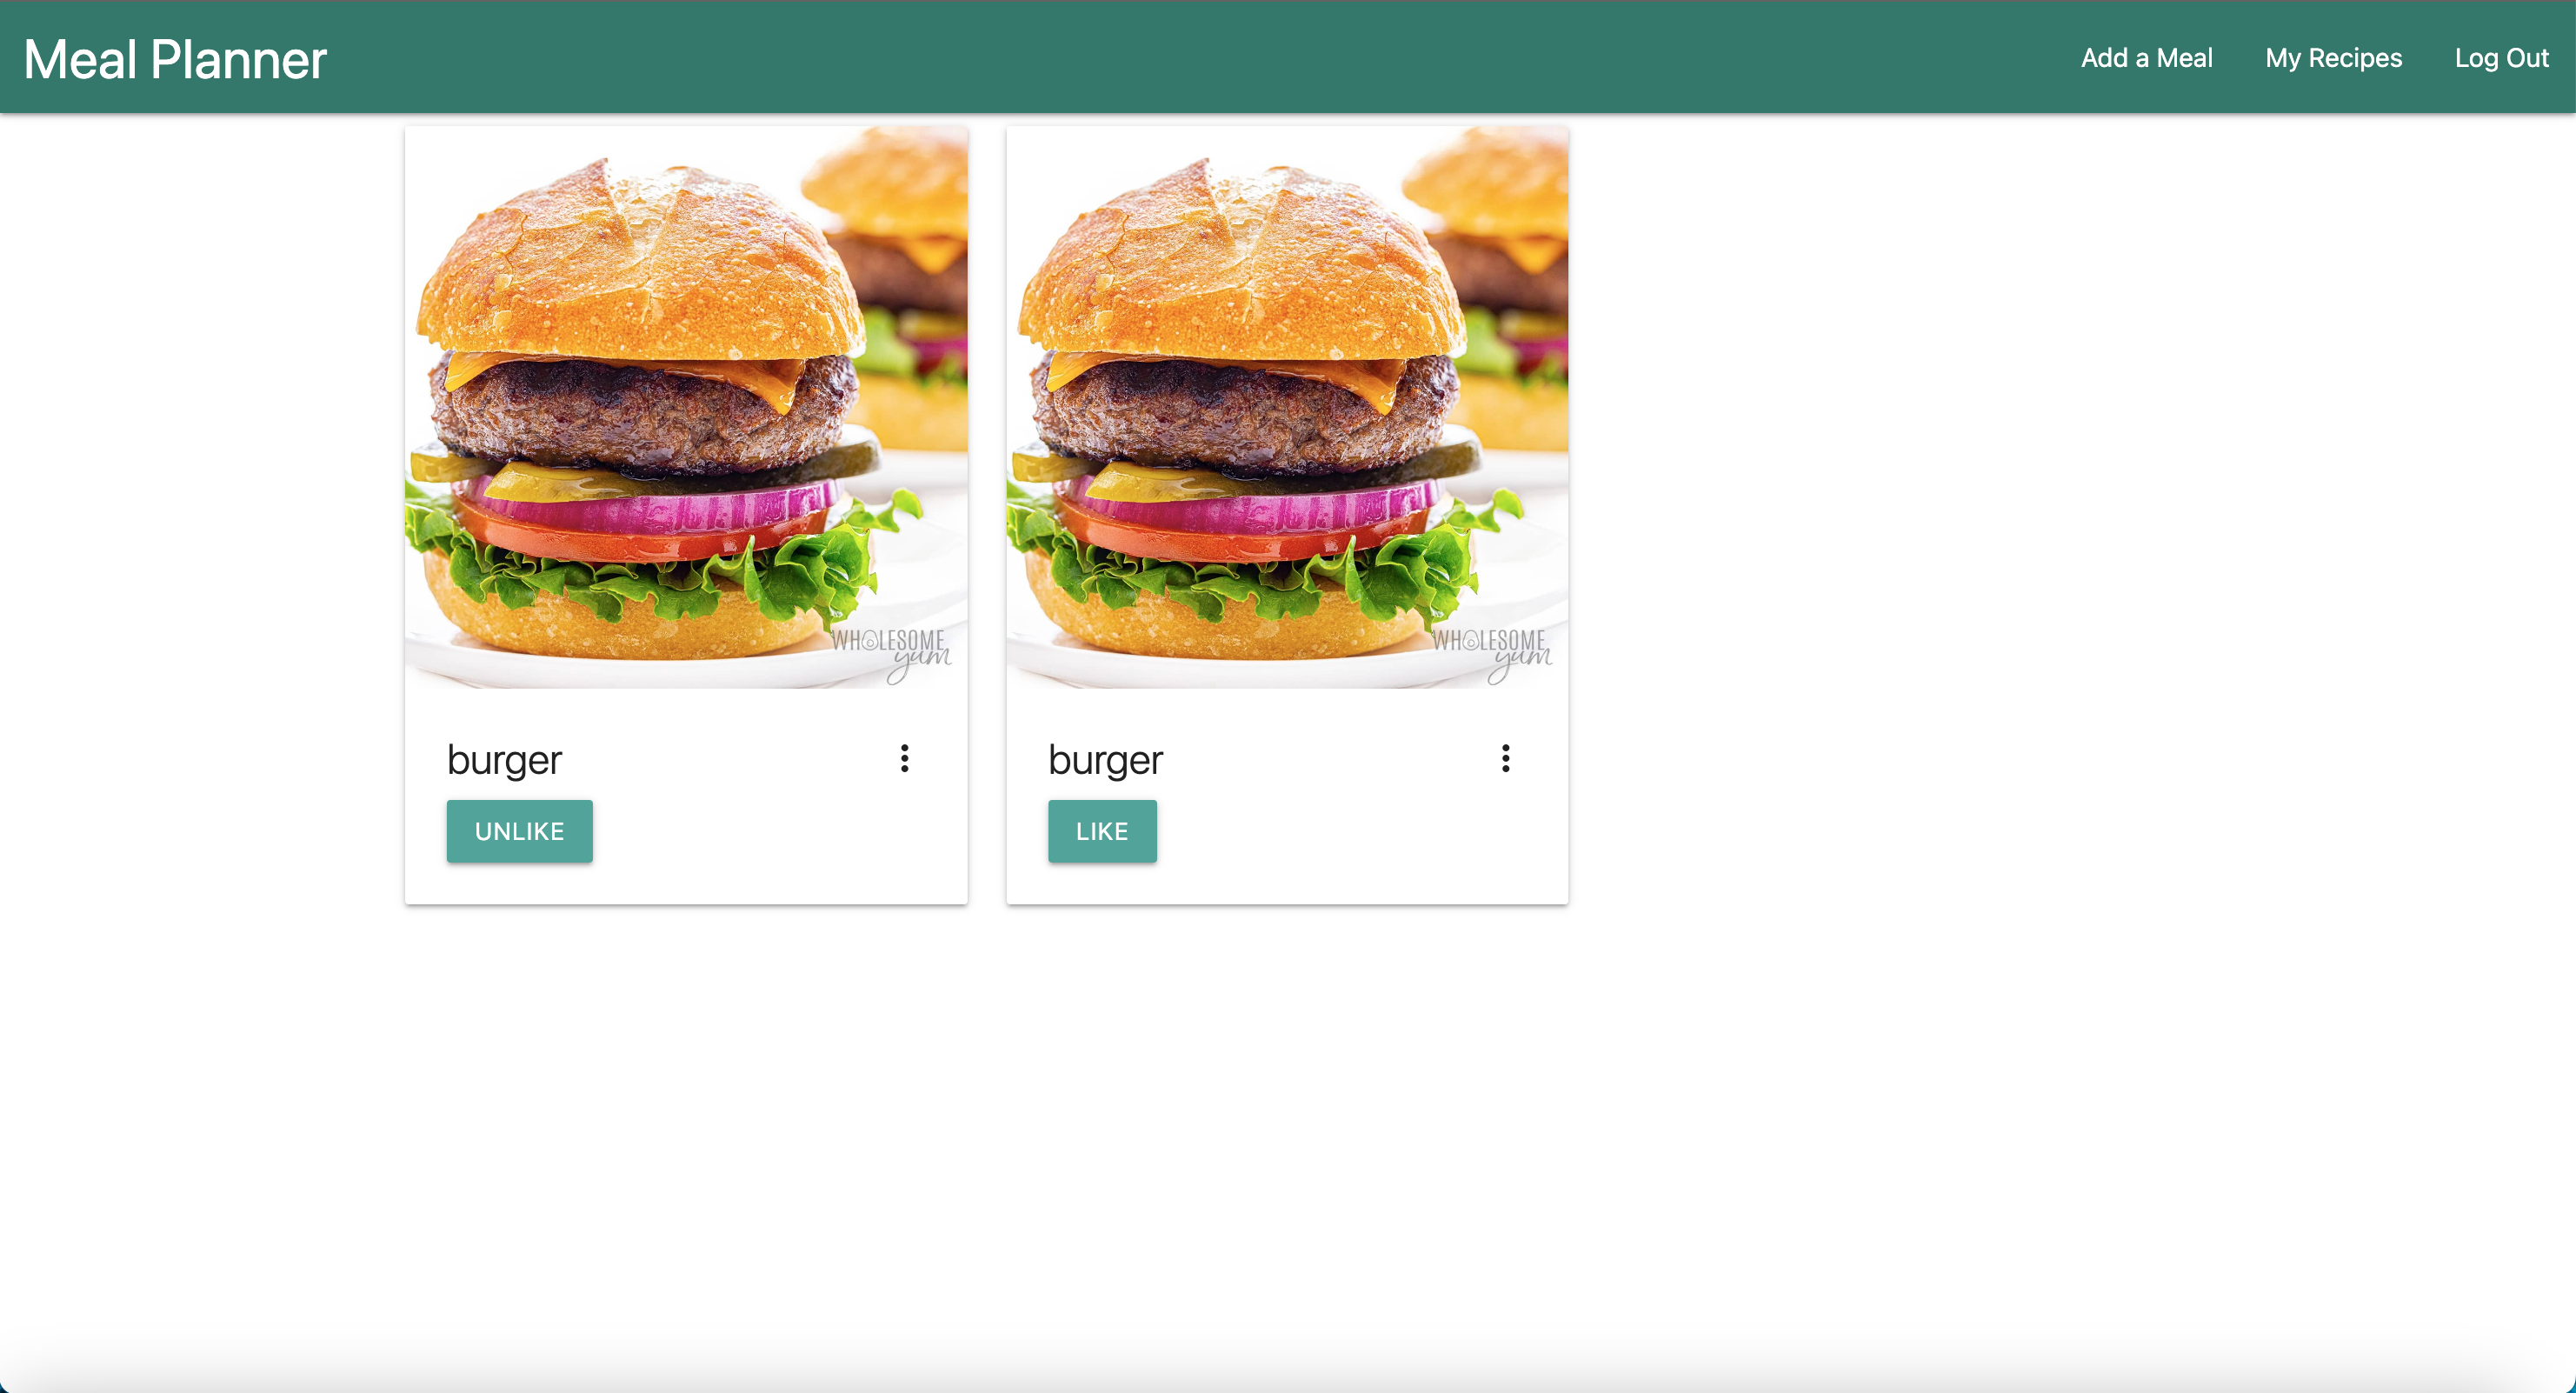 Meal Planner
Add a Meal
My Recipes
Log Out
WHOLESOME
yum
WHOLESOME
yum
burger
burger
UNLIKE
LIKE